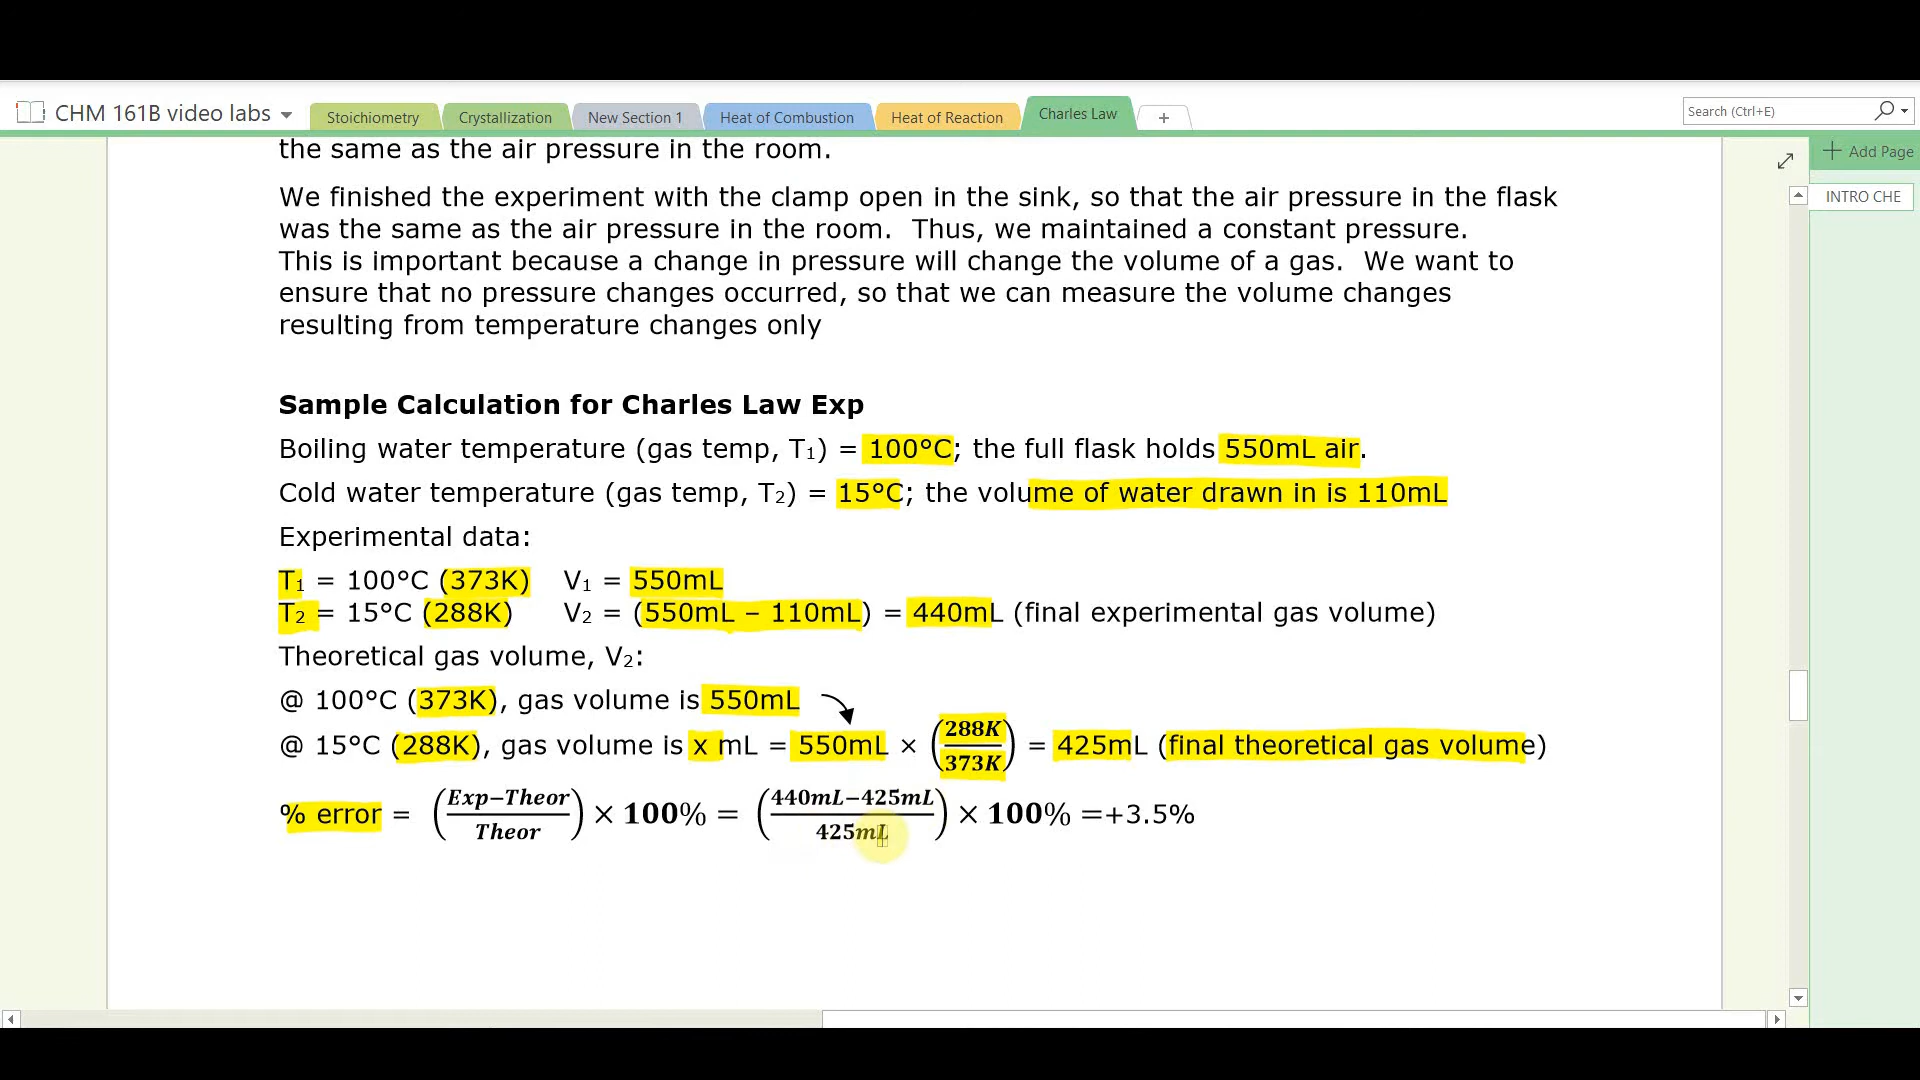 CHM 161B video labs
Stoichiometry
Crystallization
New Section 1
Heat of Combustion
Heat of Reaction
Charles Law
+
Search (Ctrl+E)
Add Page
INTRO CHE
the same as the air pressure in the room.
We finished the experiment with the clamp open in the sink, so that the air pressure in the flask
was the same as the air pressure in the room. Thus, we maintained a constant pressure.
This is important because a change in pressure will change the volume of a gas. We want to
ensure that no pressure changes occurred, so that we can measure the volume changes
resulting from temperature changes only
Sample Calculation for Charles Law Exp
Boiling water temperature (gas temp, T₁) = 100°C; the full flask holds 550mL air.
Cold water temperature (gas temp, T₂) = 15°C; the volume of water drawn in is 110mL
Experimental data:
T₁ = 100°C (373K) V₁ = 550mL
T₂ = 15°C (288K) V₂ = (550mL – 110mL) = 440mL (final experimental gas volume)
Theoretical gas volume, V₂:
@ 100°C (373K), gas volume is 550mL
@ 15°C (288K), gas volume is x mL = 550mL × (288K/373K) = 425mL (final theoretical gas volume)
% error = (Exp−Theor/Theor) × 100% = (440mL−425mL/425mL) × 100% =+3.5%